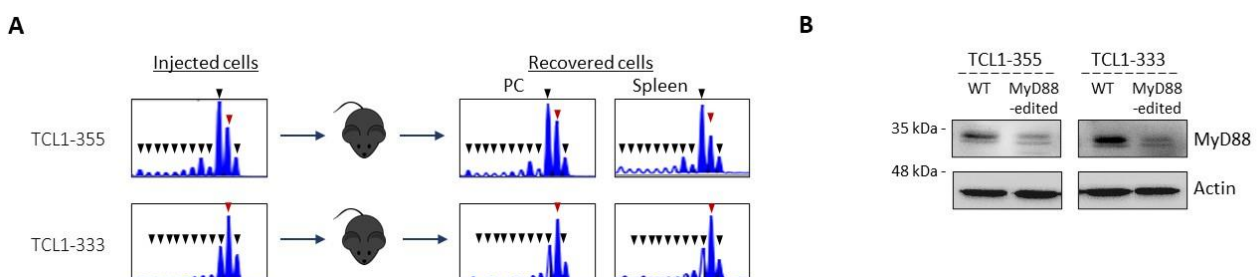 A
Injected cells
Recovered cells
PC
Spleen
TCL1-355
TCL1-333
B
TCL1-355
TCL1-333
WT
MyD88
-edited
WT
MyD88
-edited
35 kDa -
MyD88
48 kDa -
Actin